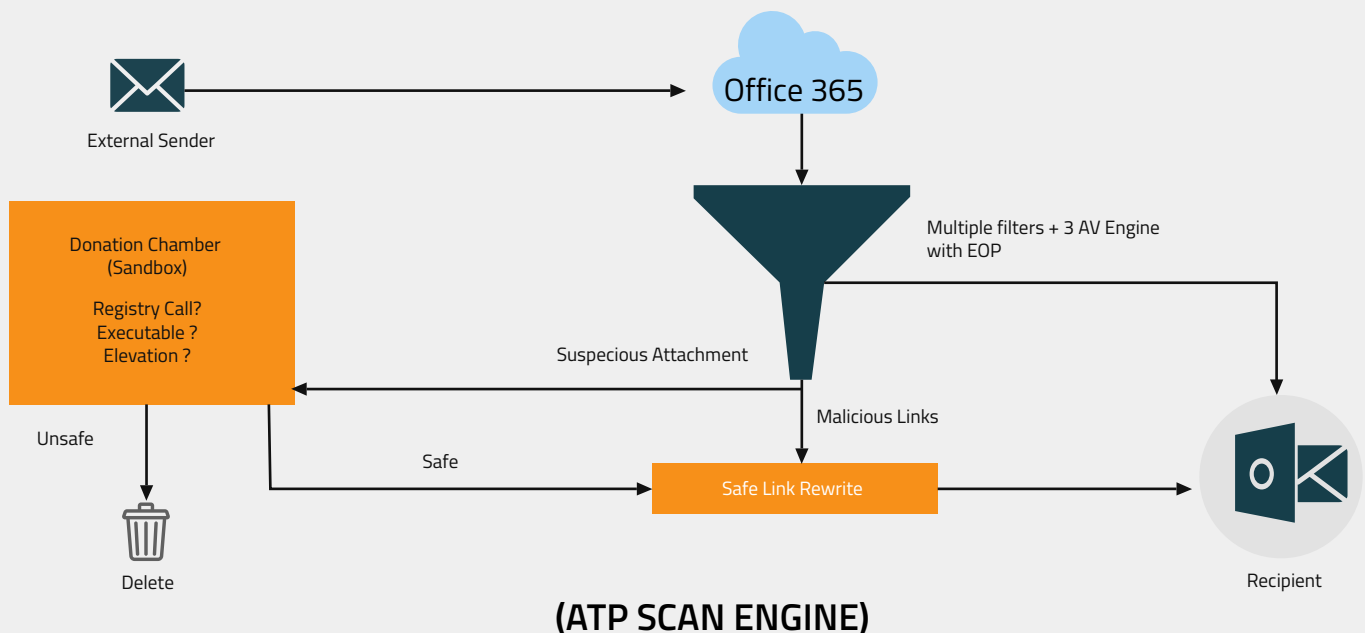 Office 365
External Sender
Multiple filters + 3 AV Engine
with EOP
Donation Chamber
(Sandbox)
Registry Call?
Executable ?
Elevation ?
Suspecious Attachment
Malicious Links
Unsafe
Safe
Safe Link Rewrite
Delete
Recipient
(ATP SCAN ENGINE)